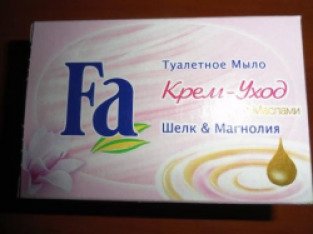 Fa
Туалетное Мыло
Крем-Уход
Маслами
Шелк & Магнолия